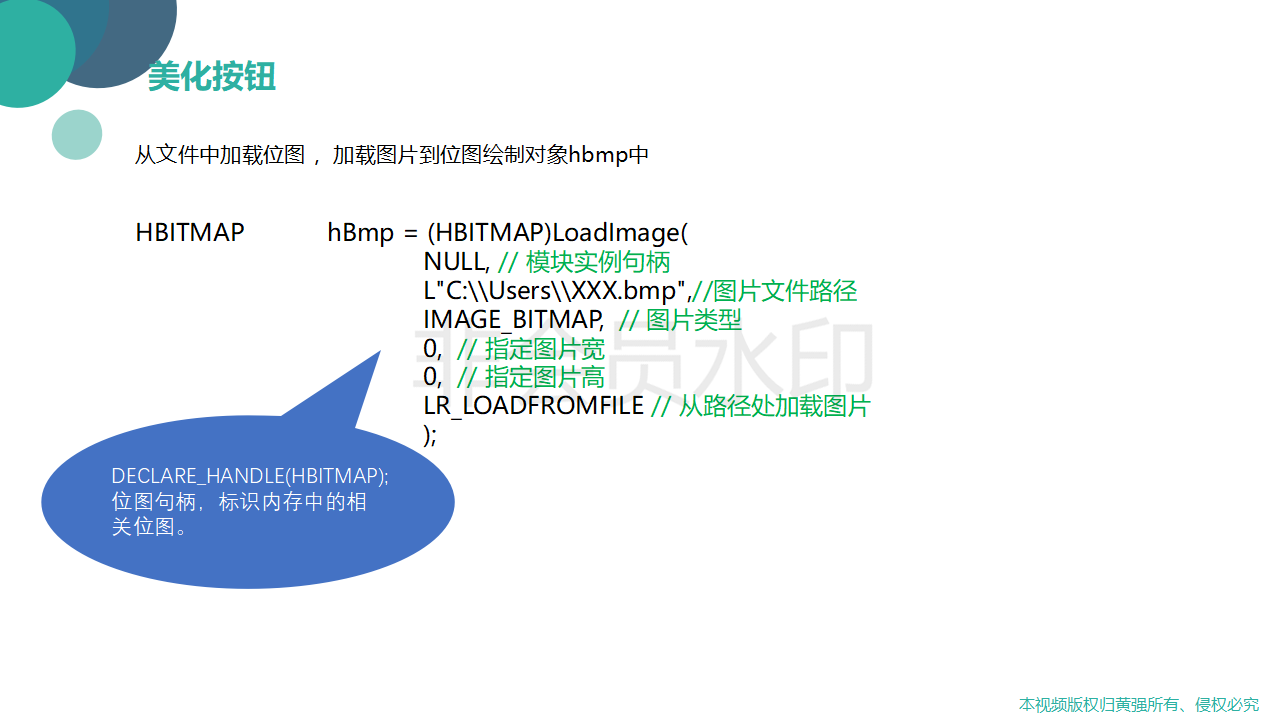 美化按钮
从文件中加载位图 ，加载图片到位图绘制对象hbmp中
HBITMAP hBmp = (HBITMAP)LoadImage(
NULL, // 模块实例句柄
L"C:\\Users\\XXX.bmp",//图片文件路径
IMAGE_BITMAP, // 图片类型
0, // 指定图片宽
0, // 指定图片高
LR_LOADFROMFILE // 从路径处加载图片
);
非会员水印
DECLARE_HANDLE(HBITMAP);
位图句柄，标识内存中的相
关位图。
本视频版权归黄强所有、侵权必究